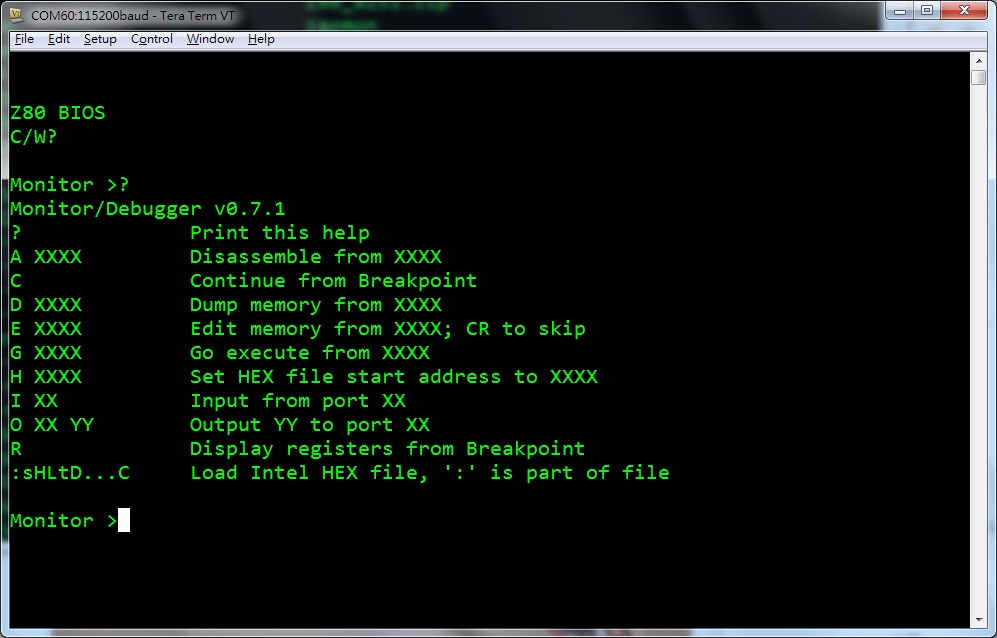 COM60:115200baud - Tera Term VT
File Edit Setup Control Window Help
Z80 BIOS
C/W?
Monitor >?
Monitor/Debugger v0.7.1
? Print this help
A XXXX Disassemble from XXXX
C Continue from Breakpoint
D XXXX Dump memory from XXXX
E XXXX Edit memory from XXXX; CR to skip
G XXXX Go execute from XXXX
H XXXX Set HEX file start address to XXXX
I XX Input from port XX
O XX YY Output YY to port XX
R Display registers from Breakpoint
:sHLtD...C Load Intel HEX file, ':' is part of file
Monitor >